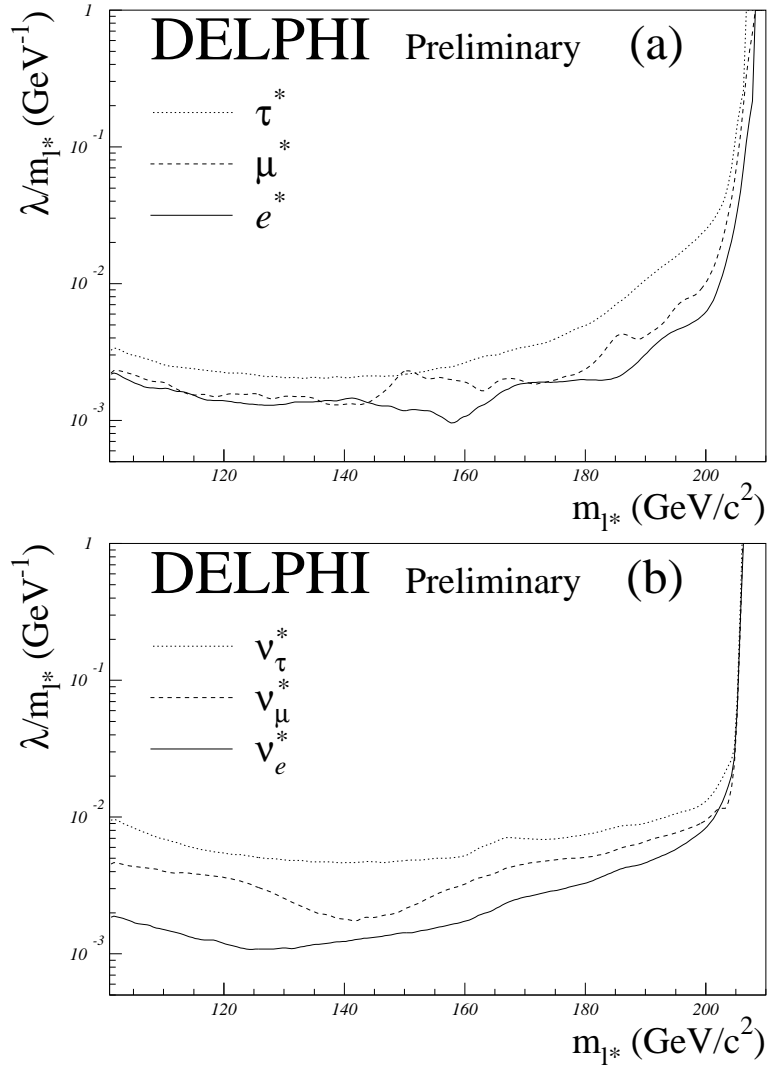 DELPHI Preliminary (a)
λ/m_l* (GeV⁻¹)
1
10⁻¹
10⁻²
10⁻³
τ*
μ*
e*
120 140 160 180 200
m_l* (GeV/c²)
DELPHI Preliminary (b)
λ/m_l* (GeV⁻¹)
1
10⁻¹
10⁻²
10⁻³
ν*_τ
ν*_μ
ν*_e
120 140 160 180 200
m_l* (GeV/c²)